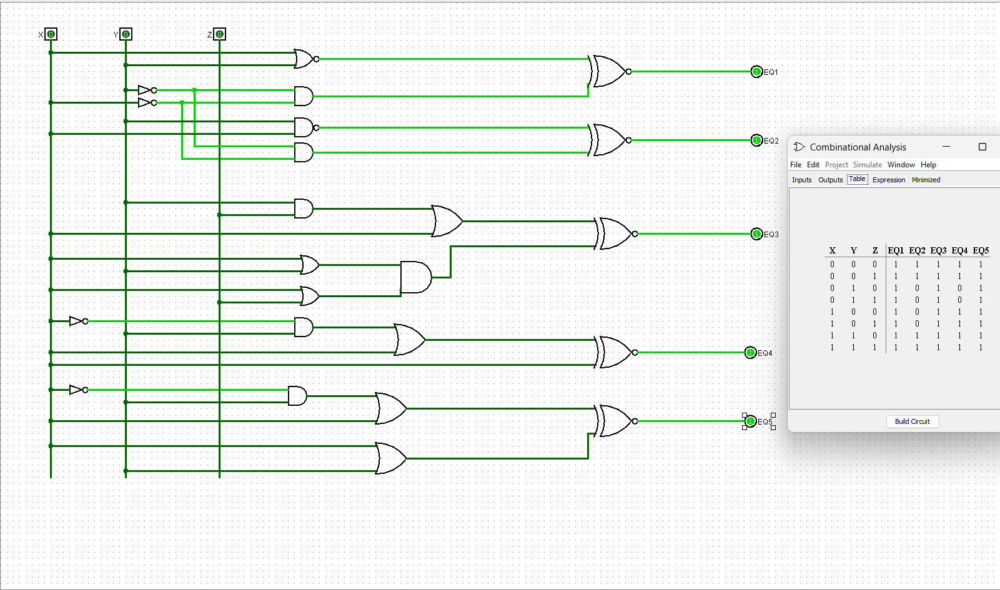 X 0 Y 0 Z 0
1 EQ1
1 EQ2
1 EQ3
1 EQ4
1 EQ5
Combinational Analysis
File Edit Project Simulate Window Help
Inputs Outputs Table Expression Minimized
X Y Z EQ1 EQ2 EQ3 EQ4 EQ5
0 0 0 1 1 1 1 1
0 0 1 1 1 1 1 1
0 1 0 1 0 1 0 1
0 1 1 1 0 1 0 1
1 0 0 1 0 1 1 1
1 0 1 1 0 1 1 1
1 1 0 1 1 1 1 1
1 1 1 1 1 1 1 1
Build Circuit